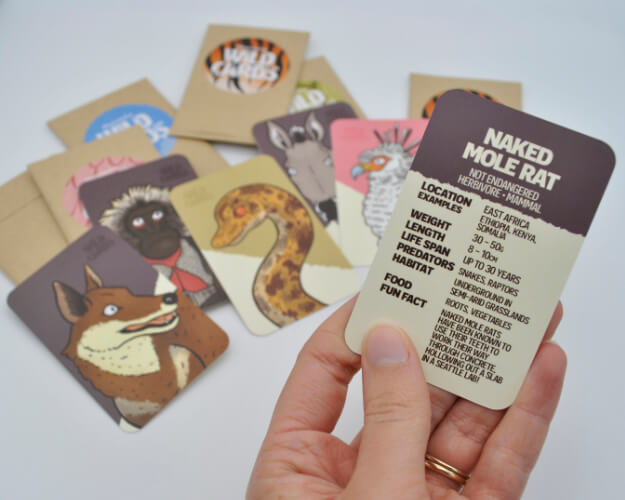 WILD
CARDS
NAKED
MOLE RAT
NOT ENDANGERED
HERBIVORE • MAMMAL
LOCATION EAST AFRICA
EXAMPLES ETHIOPIA, KENYA,
SOMALIA
WEIGHT 30 - 50G
LENGTH 8 - 10CM
LIFE SPAN UP TO 30 YEARS
PREDATORS SNAKES, RAPTORS
HABITAT UNDERGROUND IN
SEMI-ARID GRASSLANDS
FOOD ROOTS, VEGETABLES
FUN FACT NAKED MOLE RATS
HAVE BEEN KNOWN TO
USE THEIR TEETH TO
WORK THEIR WAY
THROUGH CONCRETE,
HOLLOWING OUT A SLAB
IN A SEATTLE LAB!